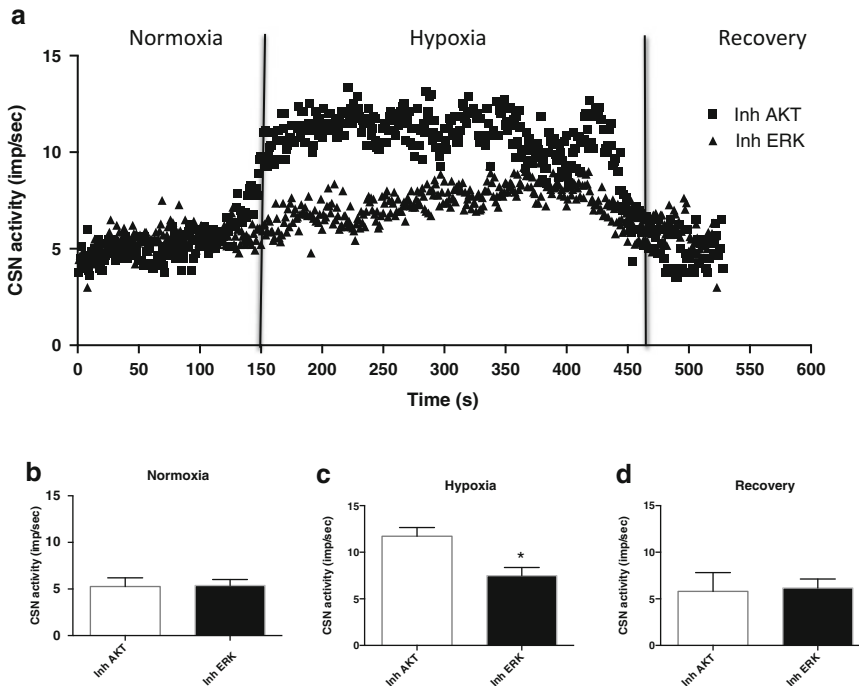 a
Normoxia Hypoxia Recovery
15
10
5
0
CSN activity (imp/sec)
Inh AKT
Inh ERK
0 50 100 150 200 250 300 350 400 450 500 550 600
Time (s)
b
Normoxia
CSN activity (imp/sec)
15
10
5
0
Inh AKT
Inh ERK
c
Hypoxia
CSN activity (imp/sec)
15
10
5
0
*
Inh AKT
Inh ERK
d
Recovery
CSN activity (imp/sec)
15
10
5
0
Inh AKT
Inh ERK